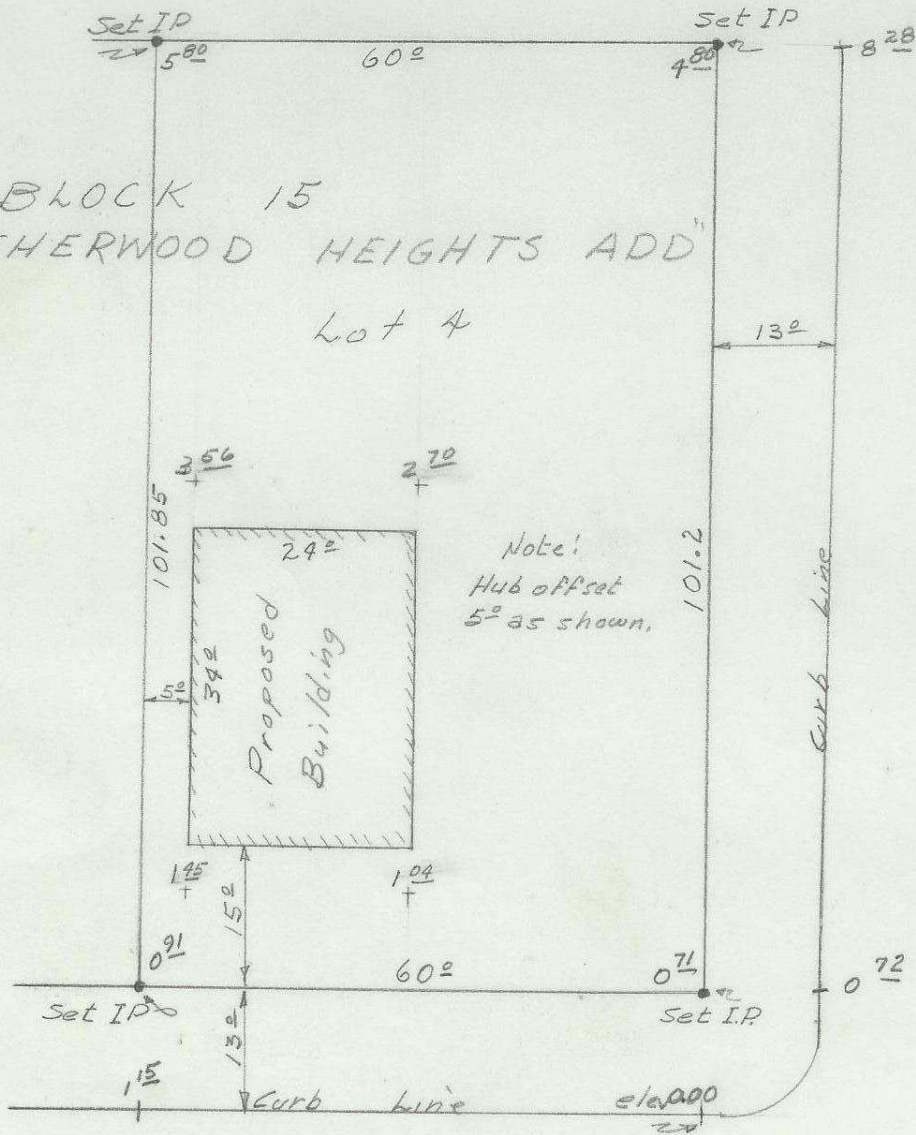 Set IP
Set IP
5 80
60 0
4 80
8 28
BLOCK 15
HERWOOD HEIGHTS ADD"
Lot 4
13 0
3 56
2 70
101.85
24 0
Note!
Hub offset
5 0 as shown.
101.2
Curb Line
5 0
34 0
Proposed
Building
1 45
1 04
15 0
0 91
60 0
0 71
0 72
Set IP
Set I.P.
13 0
1 15
Curb Line
elev 0.00